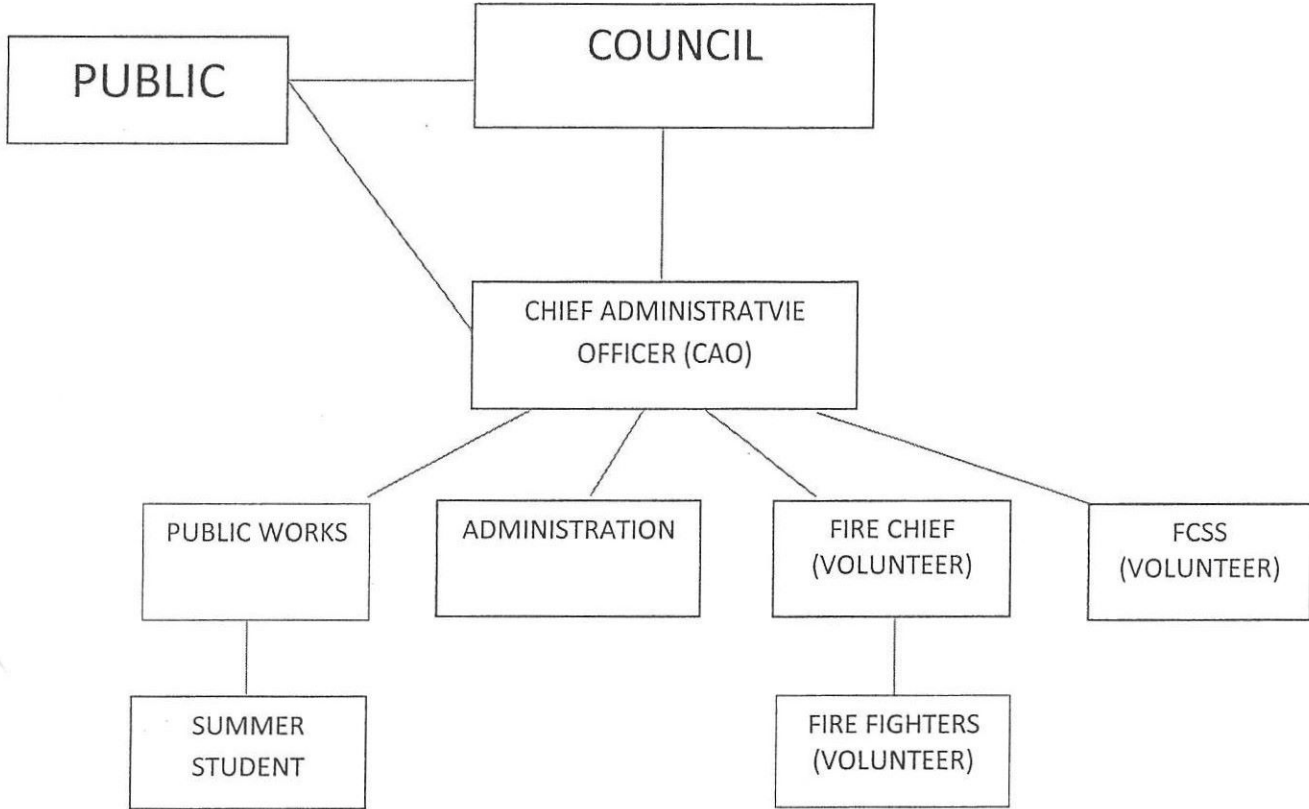 PUBLIC
COUNCIL
CHIEF ADMINISTRATVIE
OFFICER (CAO)
PUBLIC WORKS
ADMINISTRATION
FIRE CHIEF
(VOLUNTEER)
FCSS
(VOLUNTEER)
SUMMER
STUDENT
FIRE FIGHTERS
(VOLUNTEER)